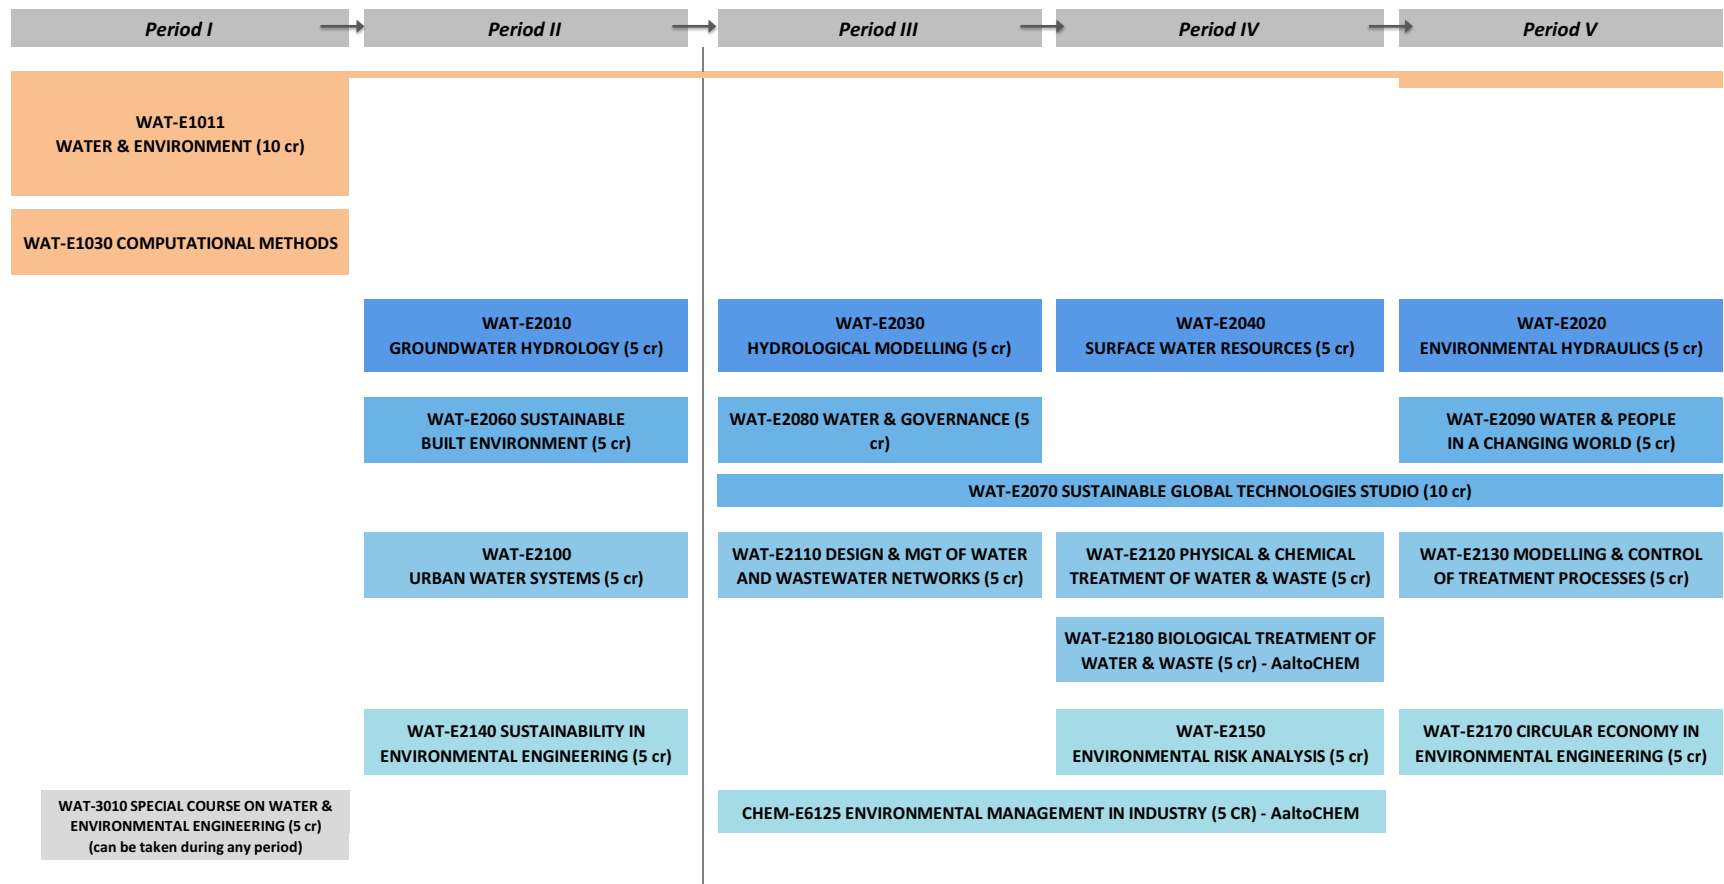 Period I
Period II
Period III
Period IV
Period V
WAT-E1011
WATER & ENVIRONMENT (10 cr)
WAT-E1030 COMPUTATIONAL METHODS
WAT-E2010
GROUNDWATER HYDROLOGY (5 cr)
WAT-E2030
HYDROLOGICAL MODELLING (5 cr)
WAT-E2040
SURFACE WATER RESOURCES (5 cr)
WAT-E2020
ENVIRONMENTAL HYDRAULICS (5 cr)
WAT-E2060 SUSTAINABLE
BUILT ENVIRONMENT (5 cr)
WAT-E2080 WATER & GOVERNANCE (5
cr)
WAT-E2090 WATER & PEOPLE
IN A CHANGING WORLD (5 cr)
WAT-E2070 SUSTAINABLE GLOBAL TECHNOLOGIES STUDIO (10 cr)
WAT-E2100
URBAN WATER SYSTEMS (5 cr)
WAT-E2110 DESIGN & MGT OF WATER
AND WASTEWATER NETWORKS (5 cr)
WAT-E2120 PHYSICAL & CHEMICAL
TREATMENT OF WATER & WASTE (5 cr)
WAT-E2130 MODELLING & CONTROL
OF TREATMENT PROCESSES (5 cr)
WAT-E2180 BIOLOGICAL TREATMENT OF
WATER & WASTE (5 cr) - AaltoCHEM
WAT-E2140 SUSTAINABILITY IN
ENVIRONMENTAL ENGINEERING (5 cr)
WAT-E2150
ENVIRONMENTAL RISK ANALYSIS (5 cr)
WAT-E2170 CIRCULAR ECONOMY IN
ENVIRONMENTAL ENGINEERING (5 cr)
WAT-3010 SPECIAL COURSE ON WATER &
ENVIRONMENTAL ENGINEERING (5 cr)
(can be taken during any period)
CHEM-E6125 ENVIRONMENTAL MANAGEMENT IN INDUSTRY (5 CR) - AaltoCHEM